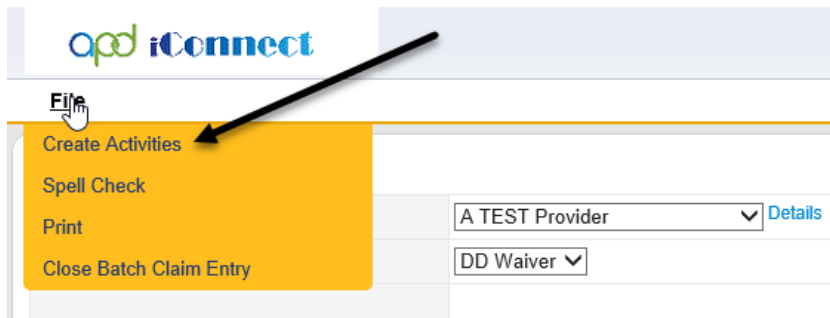 apd iConnect
File
Create Activities
Spell Check
Print
Close Batch Claim Entry
A TEST Provider
Details
DD Waiver